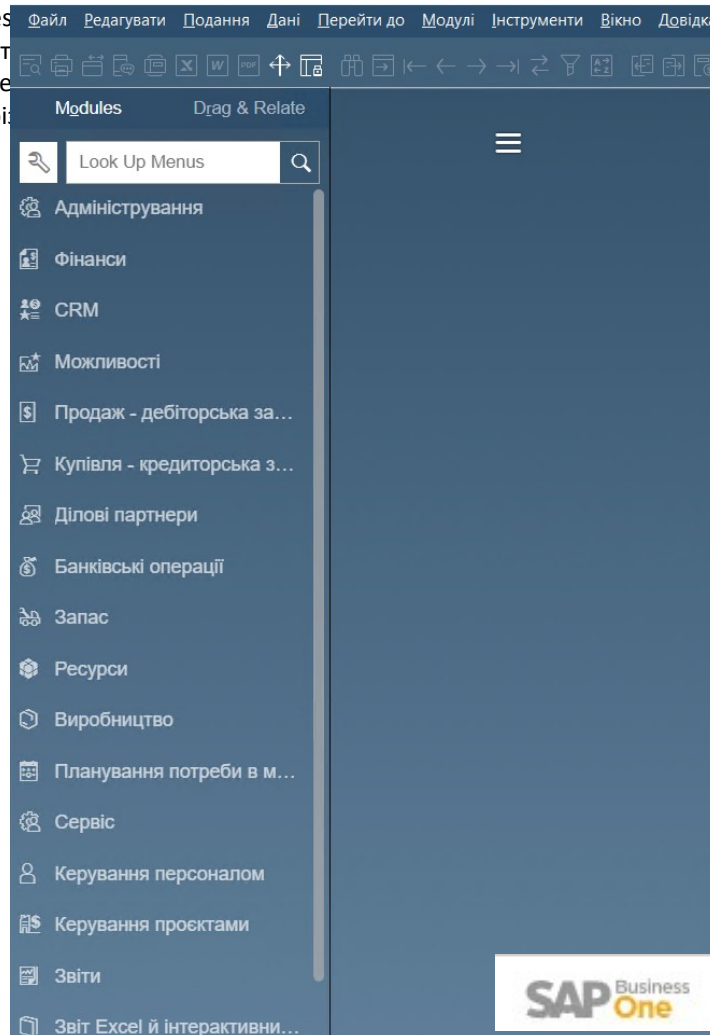 Файл Редагувати Подання Дані Перейти до Модулі Інструменти Вікно
Modules Drag & Relate
Look Up Menus
Адміністрування
Фінанси
CRM
Можливості
Продаж - дебіторська за...
Купівля - кредиторська з...
Ділові партнери
Банківські операції
Запас
Ресурси
Виробництво
Планування потреби в м...
Сервіс
Керування персоналом
Керування проєктами
Звіти
Звіт Excel й інтерактивни...
SAP Business One